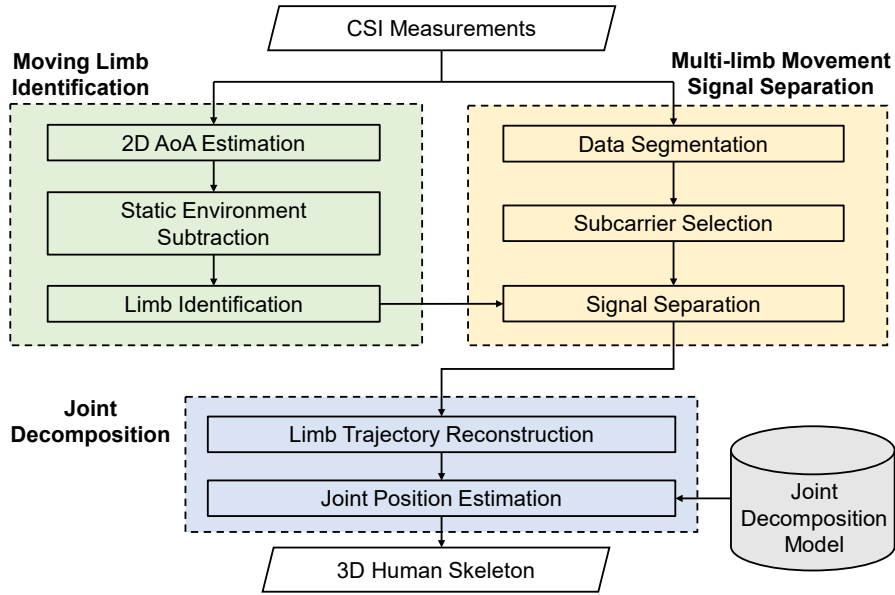 CSI Measurements
Moving Limb
Identification
Multi-limb Movement
Signal Separation
2D AoA Estimation
Static Environment
Subtraction
Limb Identification
Data Segmentation
Subcarrier Selection
Signal Separation
Joint
Decomposition
Limb Trajectory Reconstruction
Joint Position Estimation
Joint
Decomposition
Model
3D Human Skeleton